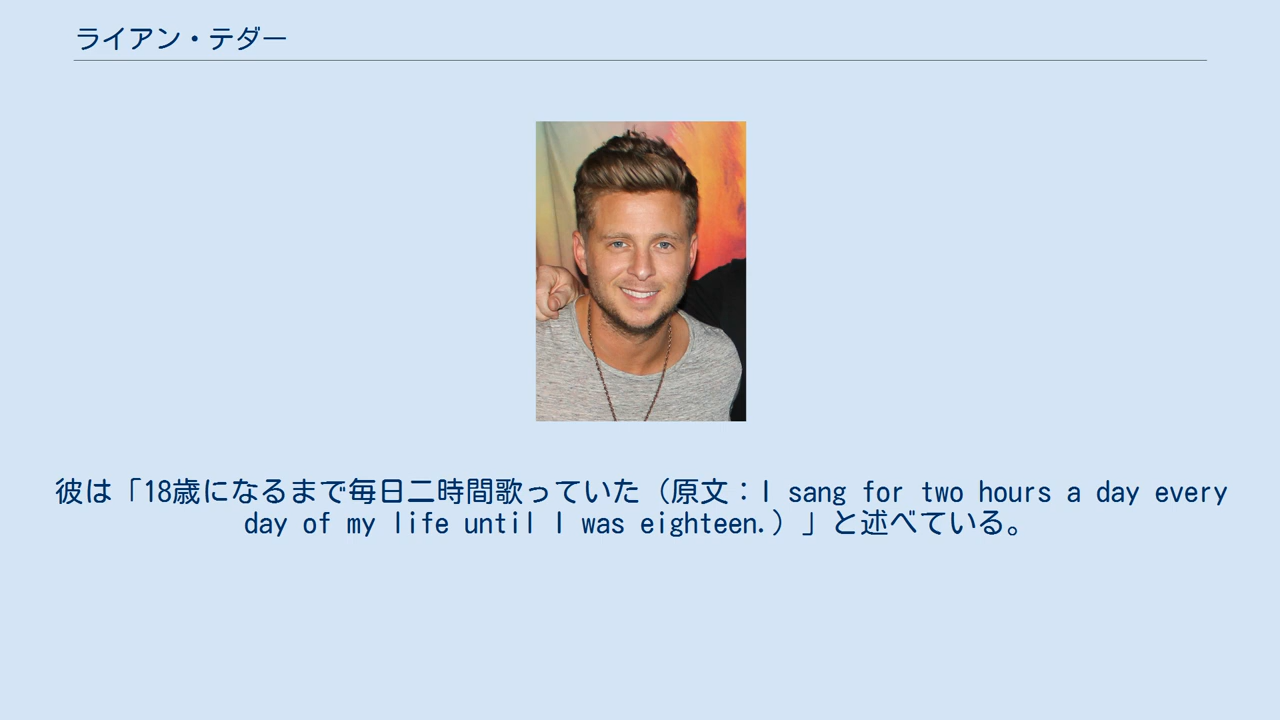 ライアン・テダー
彼は「18歳になるまで毎日二時間歌っていた（原文：I sang for two hours a day every
day of my life until I was eighteen.）」と述べている。